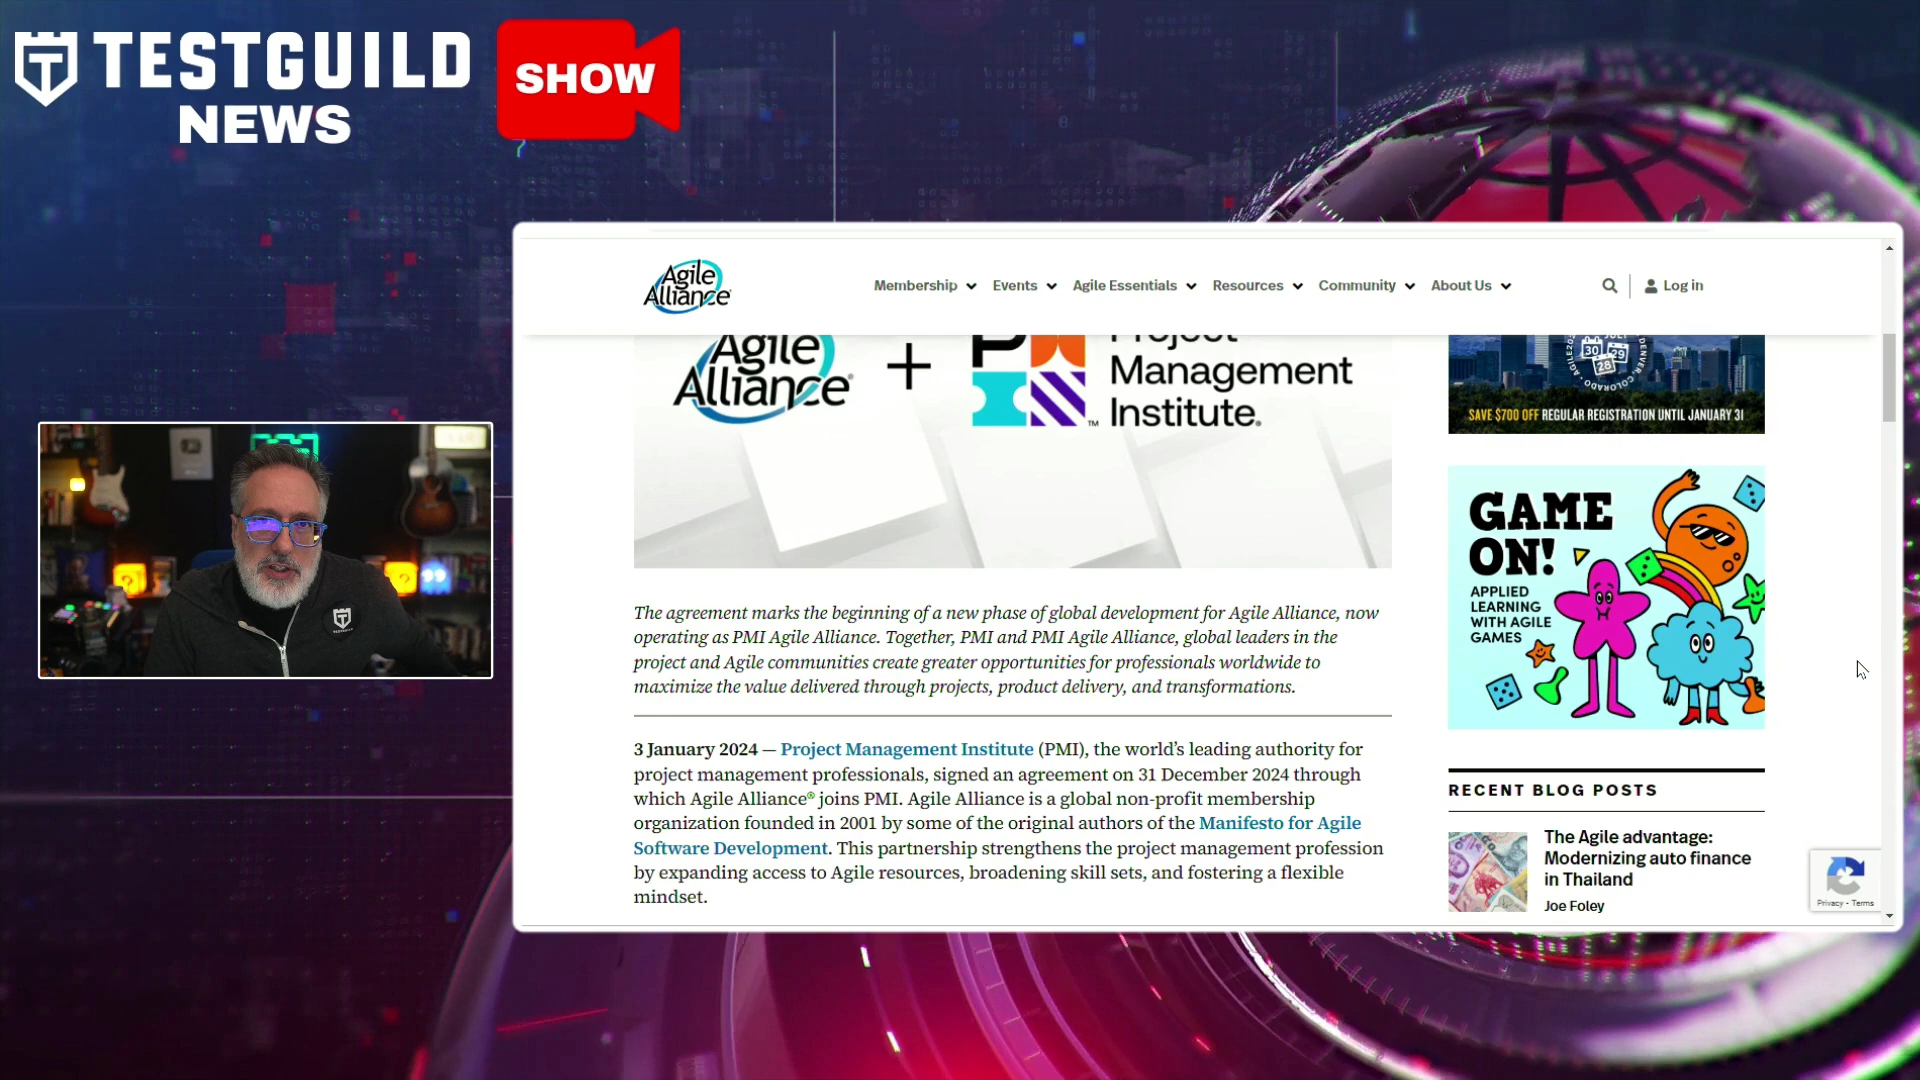 TESTGUILD
NEWS
SHOW
Agile
Alliance
Membership
Events
Agile Essentials
Resources
Community
About Us
Log in
Agile
Alliance
+
Project
Management
Institute.
TM
30 29
28
DENVER, COLORADO
SAVE $700 OFF REGULAR REGISTRATION UNTIL JANUARY 31
GAME
ON!
APPLIED
LEARNING
WITH AGILE
GAMES
The agreement marks the beginning of a new phase of global development for Agile Alliance, now
operating as PMI Agile Alliance. Together, PMI and PMI Agile Alliance, global leaders in the
project and Agile communities create greater opportunities for professionals worldwide to
maximize the value delivered through projects, product delivery, and transformations.
3 January 2024 — Project Management Institute (PMI), the world’s leading authority for
project management professionals, signed an agreement on 31 December 2024 through
which Agile Alliance® joins PMI. Agile Alliance is a global non-profit membership
organization founded in 2001 by some of the original authors of the Manifesto for Agile
Software Development. This partnership strengthens the project management profession
by expanding access to Agile resources, broadening skill sets, and fostering a flexible
mindset.
RECENT BLOG POSTS
The Agile advantage:
Modernizing auto finance
in Thailand
Joe Foley
Privacy - Terms